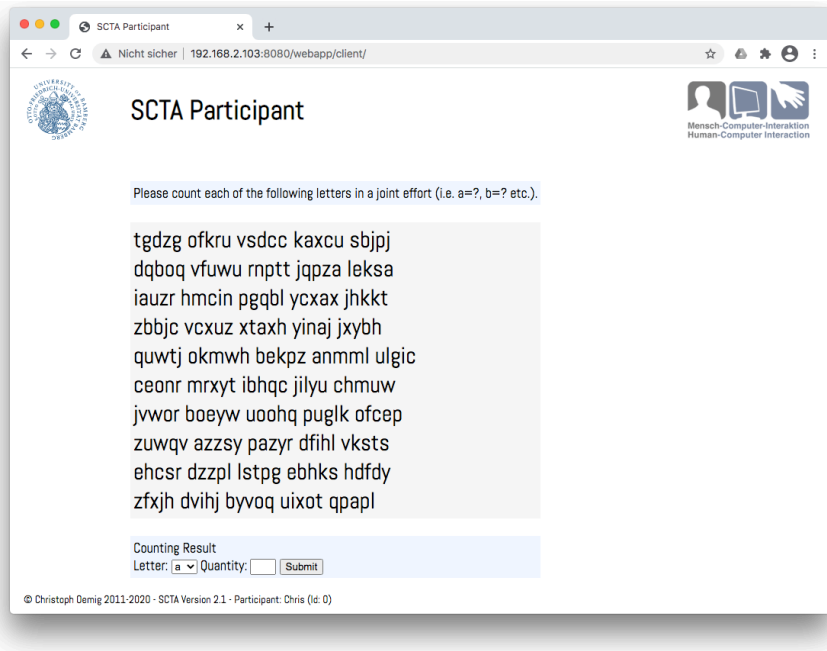 SCTA Participant
Nicht sicher | 192.168.2.103:8080/webapp/client/
SCTA Participant
Mensch-Computer-Interaktion
Human-Computer Interaction
Please count each of the following letters in a joint effort (i.e. a=?, b=? etc.).
tgdzg ofkru vsdcc kaxcu sbjpj
dqboq vfuwu rnptt jqpza leksa
iauzr hmcin pgqbl ycxax jhkkt
zbbjc vcxuz xtaxh yinaj jxybh
quwtj okmwh bekpz anmml ulgic
ceonr mrxyt ibhqc jilyu chmuw
jvwor boeyw uoohq puglk ofcep
zuwqv azzsy pazyr dfihl vksts
ehcsr dzzpl lstpg ebhks hdfdy
zfxjh dvihj byvoq uixot qpapl
Counting Result
Letter: a Quantity: Submit
© Christoph Demig 2011-2020 - SCTA Version 2.1 - Participant: Chris (Id: 0)